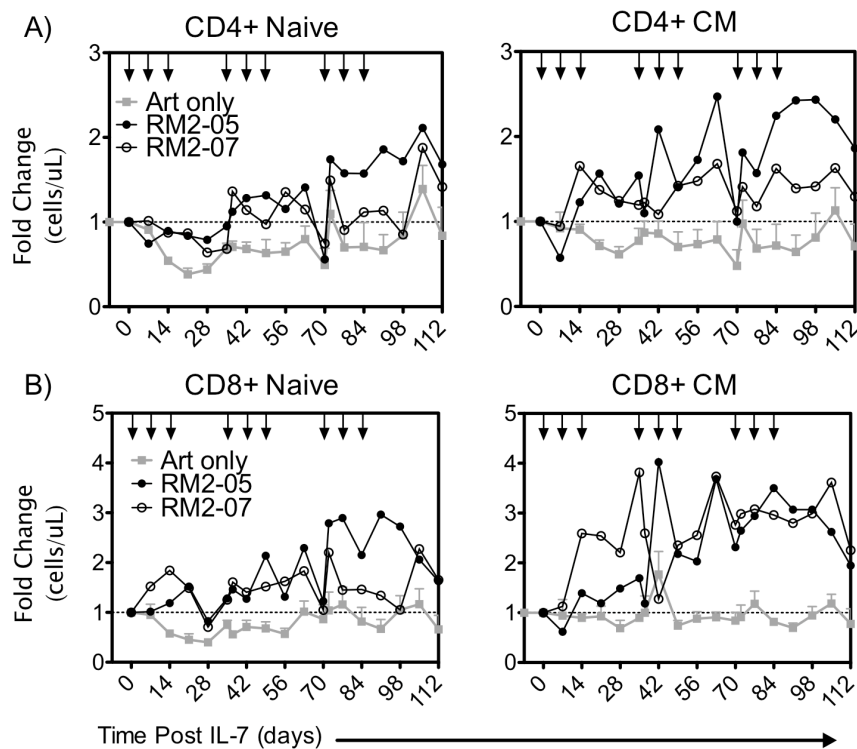 A)
CD4+ Naive
CD4+ CM
Fold Change
(cells/uL)
3
2
1
0
Art only
RM2-05
RM2-07
0 14 28 42 56 70 84 98 112
3
2
1
0
0 14 28 42 56 70 84 98 112
B)
CD8+ Naive
CD8+ CM
Fold Change
(cells/uL)
5
4
3
2
1
0
Art only
RM2-05
RM2-07
0 14 28 42 56 70 84 98 112
5
4
3
2
1
0
0 14 28 42 56 70 84 98 112
Time Post IL-7 (days)